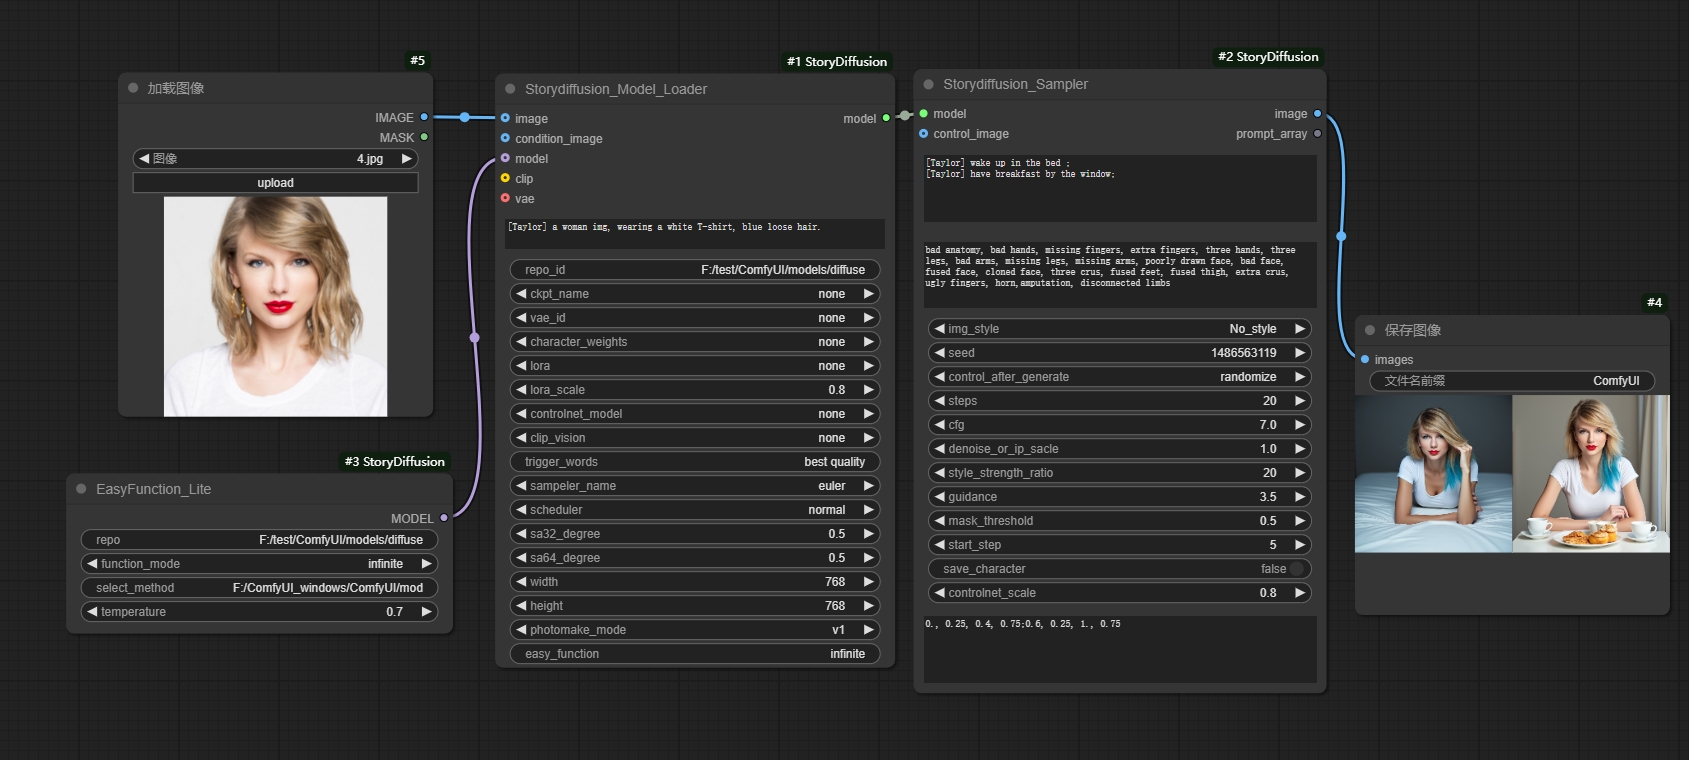 #5
加载图像
IMAGE
MASK
图像 4.jpg
upload
#3 StoryDiffusion
EasyFunction_Lite
MODEL
repo F:/test/ComfyUI/models/diffuse
function_mode infinite
select_method F:/ComfyUI_windows/ComfyUI/mod
temperature 0.7
#1 StoryDiffusion
Storydiffusion_Model_Loader
image model
condition_image
model
clip
vae
[Taylor] a woman img, wearing a white T-shirt, blue loose hair.
repo_id F:/test/ComfyUI/models/diffuse
ckpt_name none
vae_id none
character_weights none
lora none
lora_scale 0.8
controlnet_model none
clip_vision none
trigger_words best quality
sampeler_name euler
scheduler normal
sa32_degree 0.5
sa64_degree 0.5
width 768
height 768
photomake_mode v1
easy_function infinite
#2 StoryDiffusion
Storydiffusion_Sampler
model image
control_image prompt_array
[Taylor] wake up in the bed ;
[Taylor] have breakfast by the window;
bad anatomy, bad hands, missing fingers, extra fingers, three hands, three
legs, bad arms, missing legs, missing arms, poorly drawn face, bad face,
fused face, cloned face, three crus, fused feet, fused thigh, extra crus,
ugly fingers, horn,amputation, disconnected limbs
img_style No_style
seed 1486563119
control_after_generate randomize
steps 20
cfg 7.0
denoise_or_ip_sacle 1.0
style_strength_ratio 20
guidance 3.5
mask_threshold 0.5
start_step 5
save_character false
controlnet_scale 0.8
0., 0.25, 0.4, 0.75;0.6, 0.25, 1., 0.75
#4
保存图像
images
文件名前缀 ComfyUI